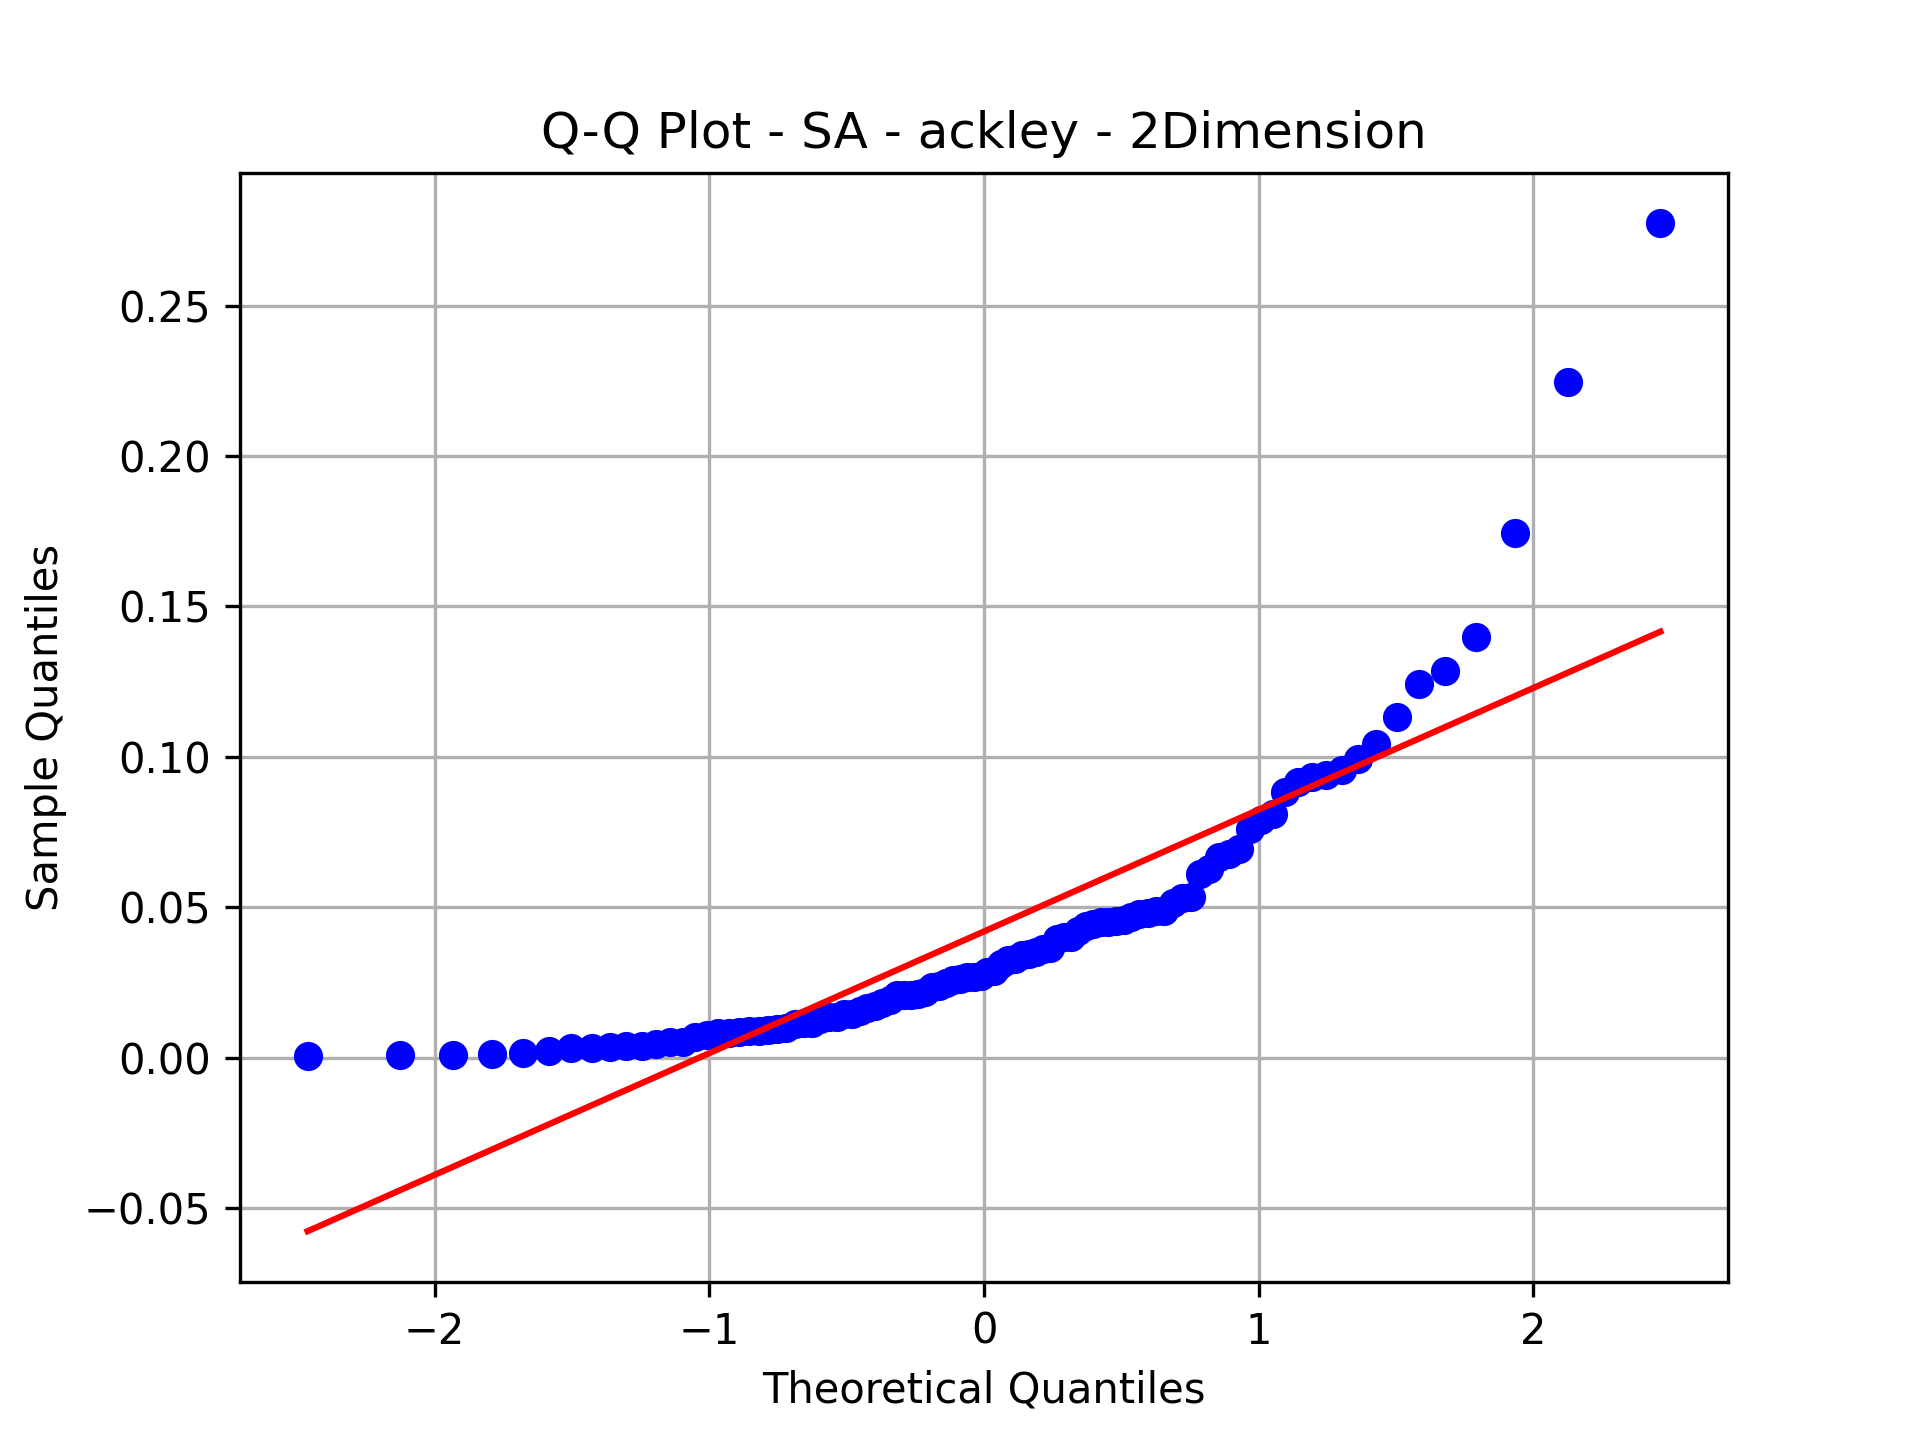 Q-Q Plot - SA - ackley - 2Dimension
Sample Quantiles
0.25
0.20
0.15
0.10
0.05
0.00
−0.05
−2 −1 0 1 2
Theoretical Quantiles